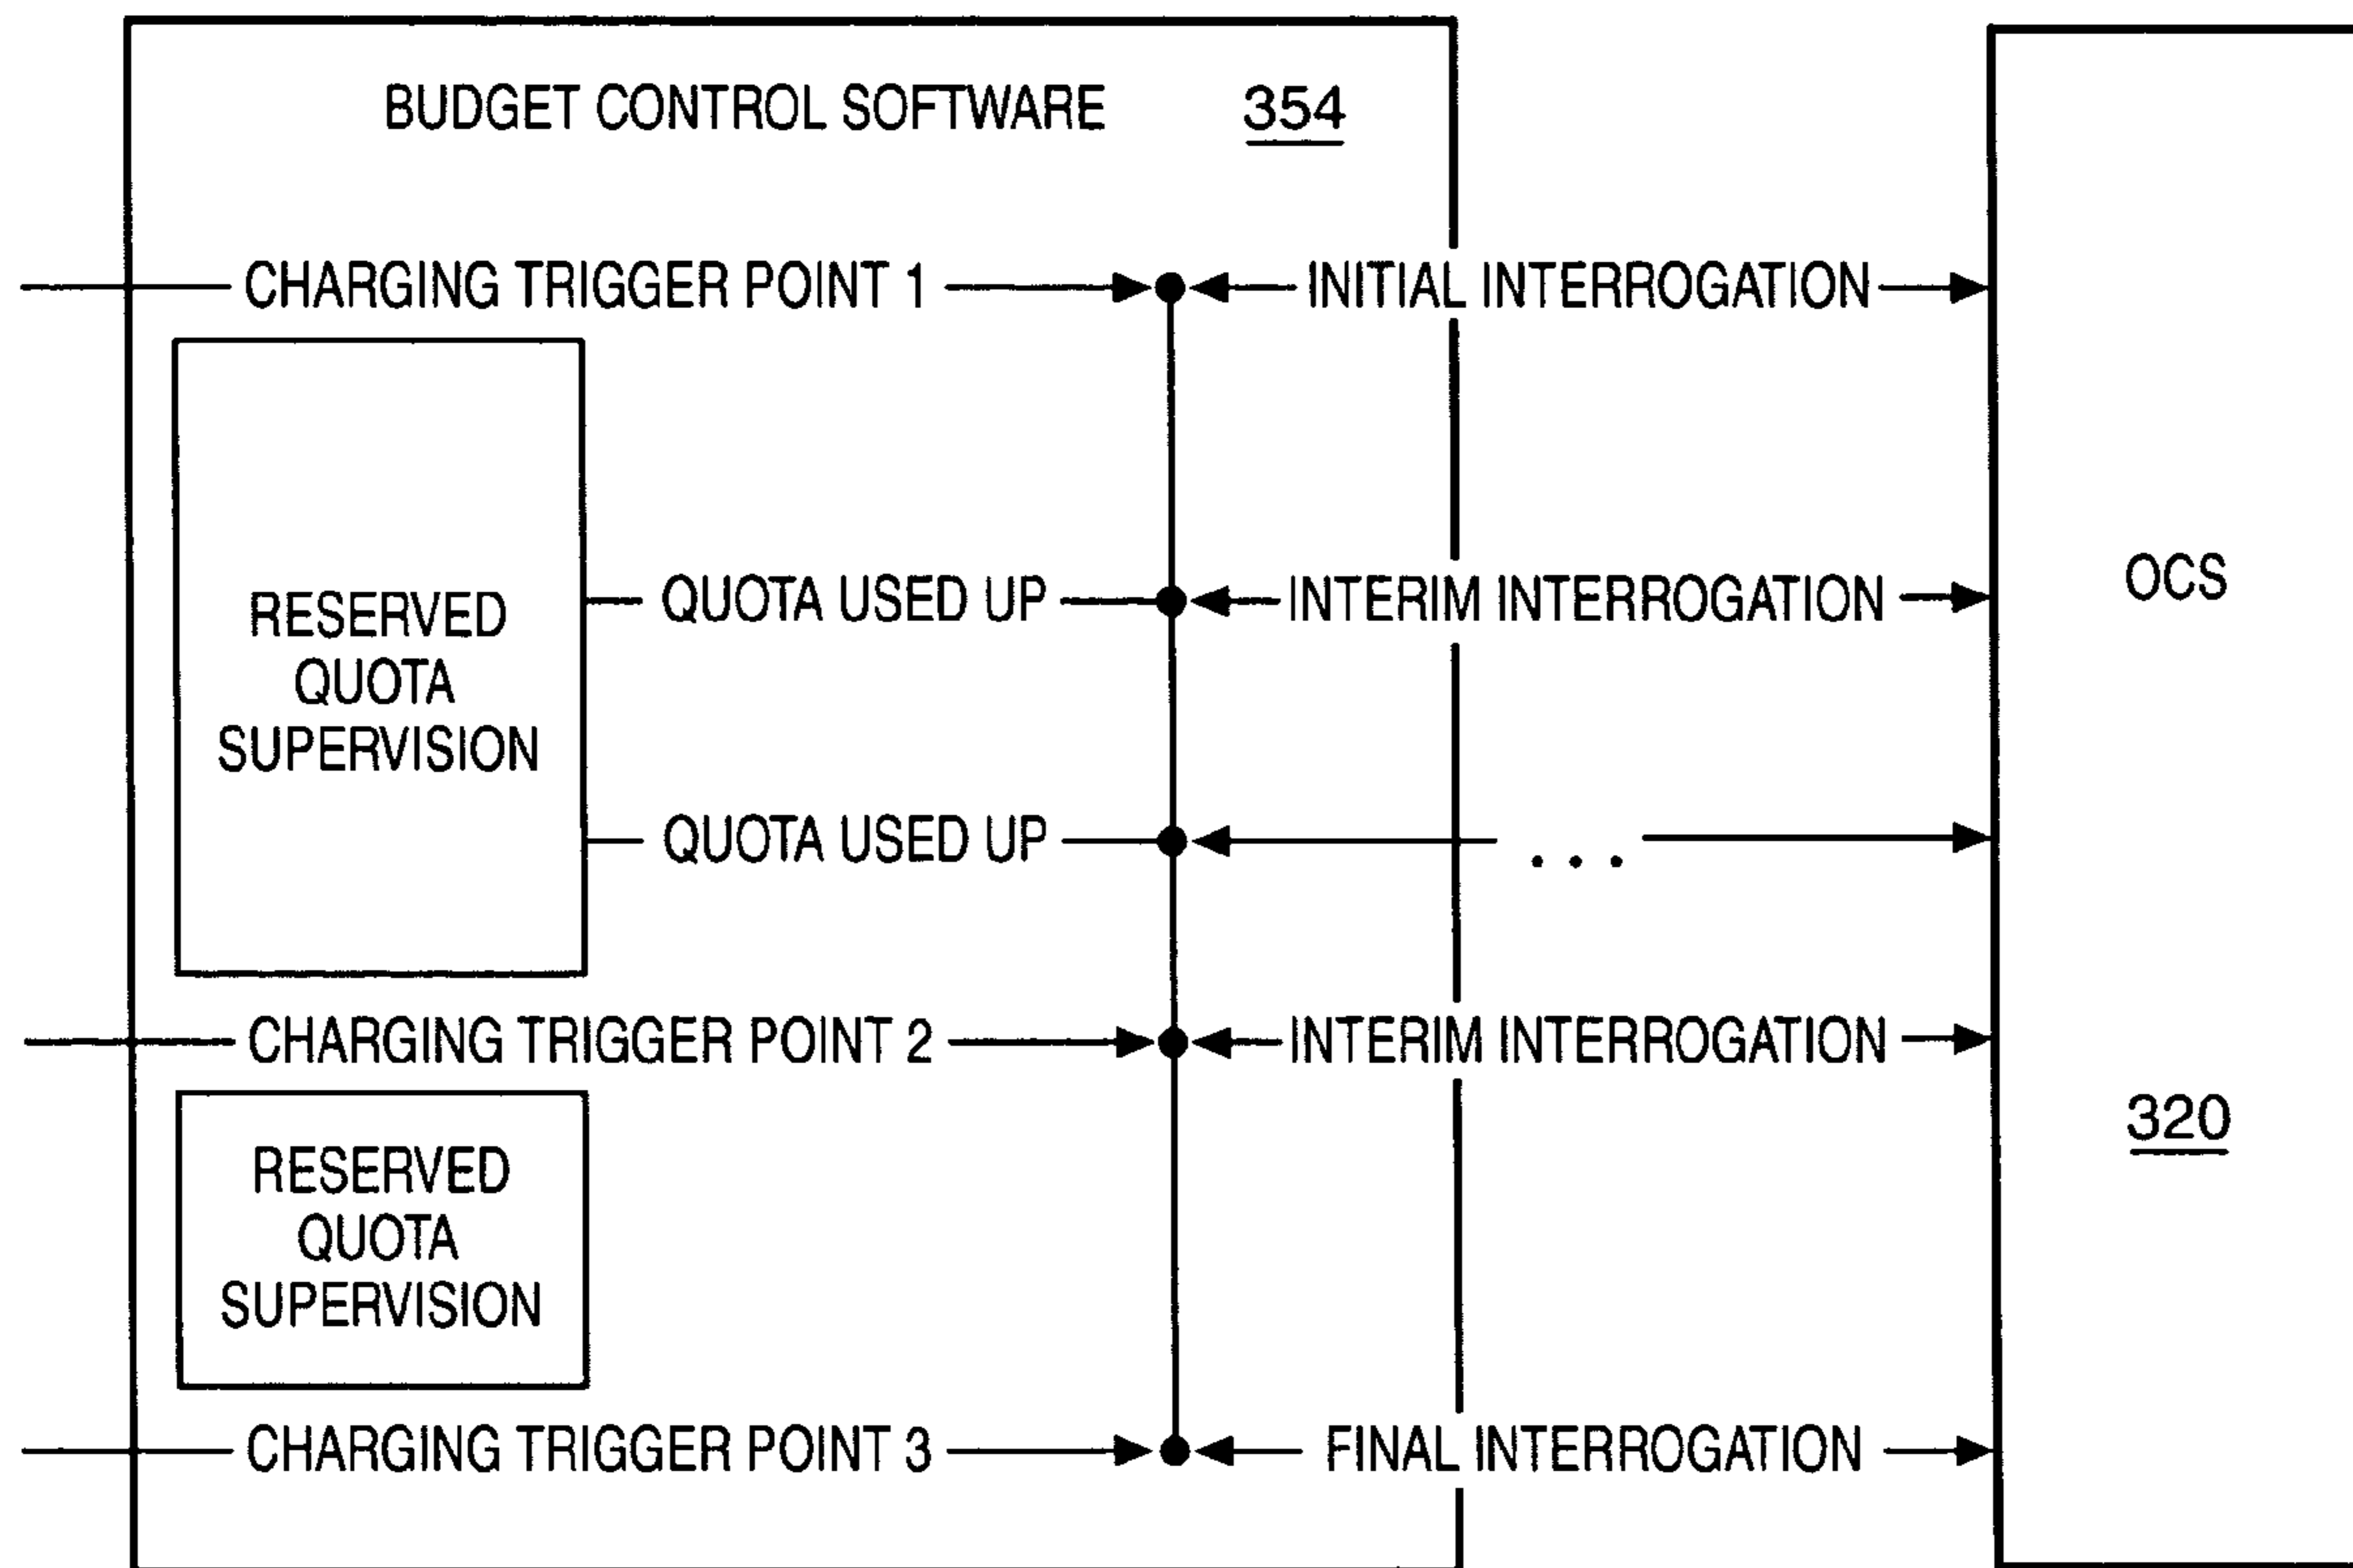 BUDGET CONTROL SOFTWARE 354
CHARGING TRIGGER POINT 1 INITIAL INTERROGATION
QUOTA USED UP INTERIM INTERROGATION
OCS
RESERVED
QUOTA
SUPERVISION
QUOTA USED UP . . .
CHARGING TRIGGER POINT 2 INTERIM INTERROGATION
320
RESERVED
QUOTA
SUPERVISION
CHARGING TRIGGER POINT 3 FINAL INTERROGATION